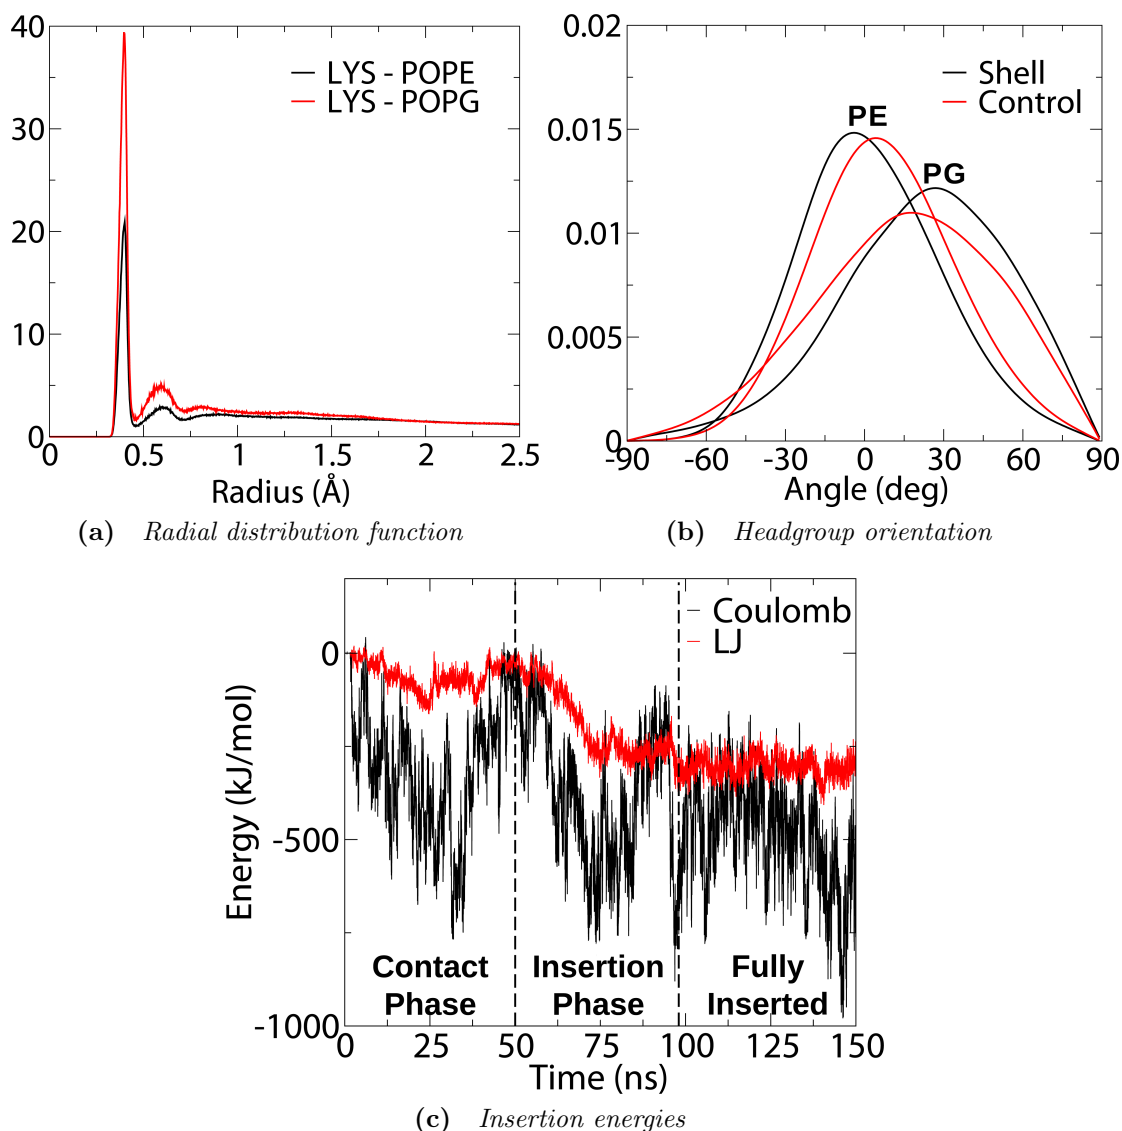 40
30
20
10
0
LYS - POPE
LYS - POPG
0 0.5 1 1.5 2 2.5
Radius (Å)
(a) Radial distribution function
0.02
0.015
0.01
0.005
0
Shell
Control
PE
PG
-90 -60 -30 0 30 60 90
Angle (deg)
(b) Headgroup orientation
Energy (kJ/mol)
0
-500
-1000
Coulomb
LJ
Contact
Phase
Insertion
Phase
Fully
Inserted
0 25 50 75 100 125 150
Time (ns)
(c) Insertion energies